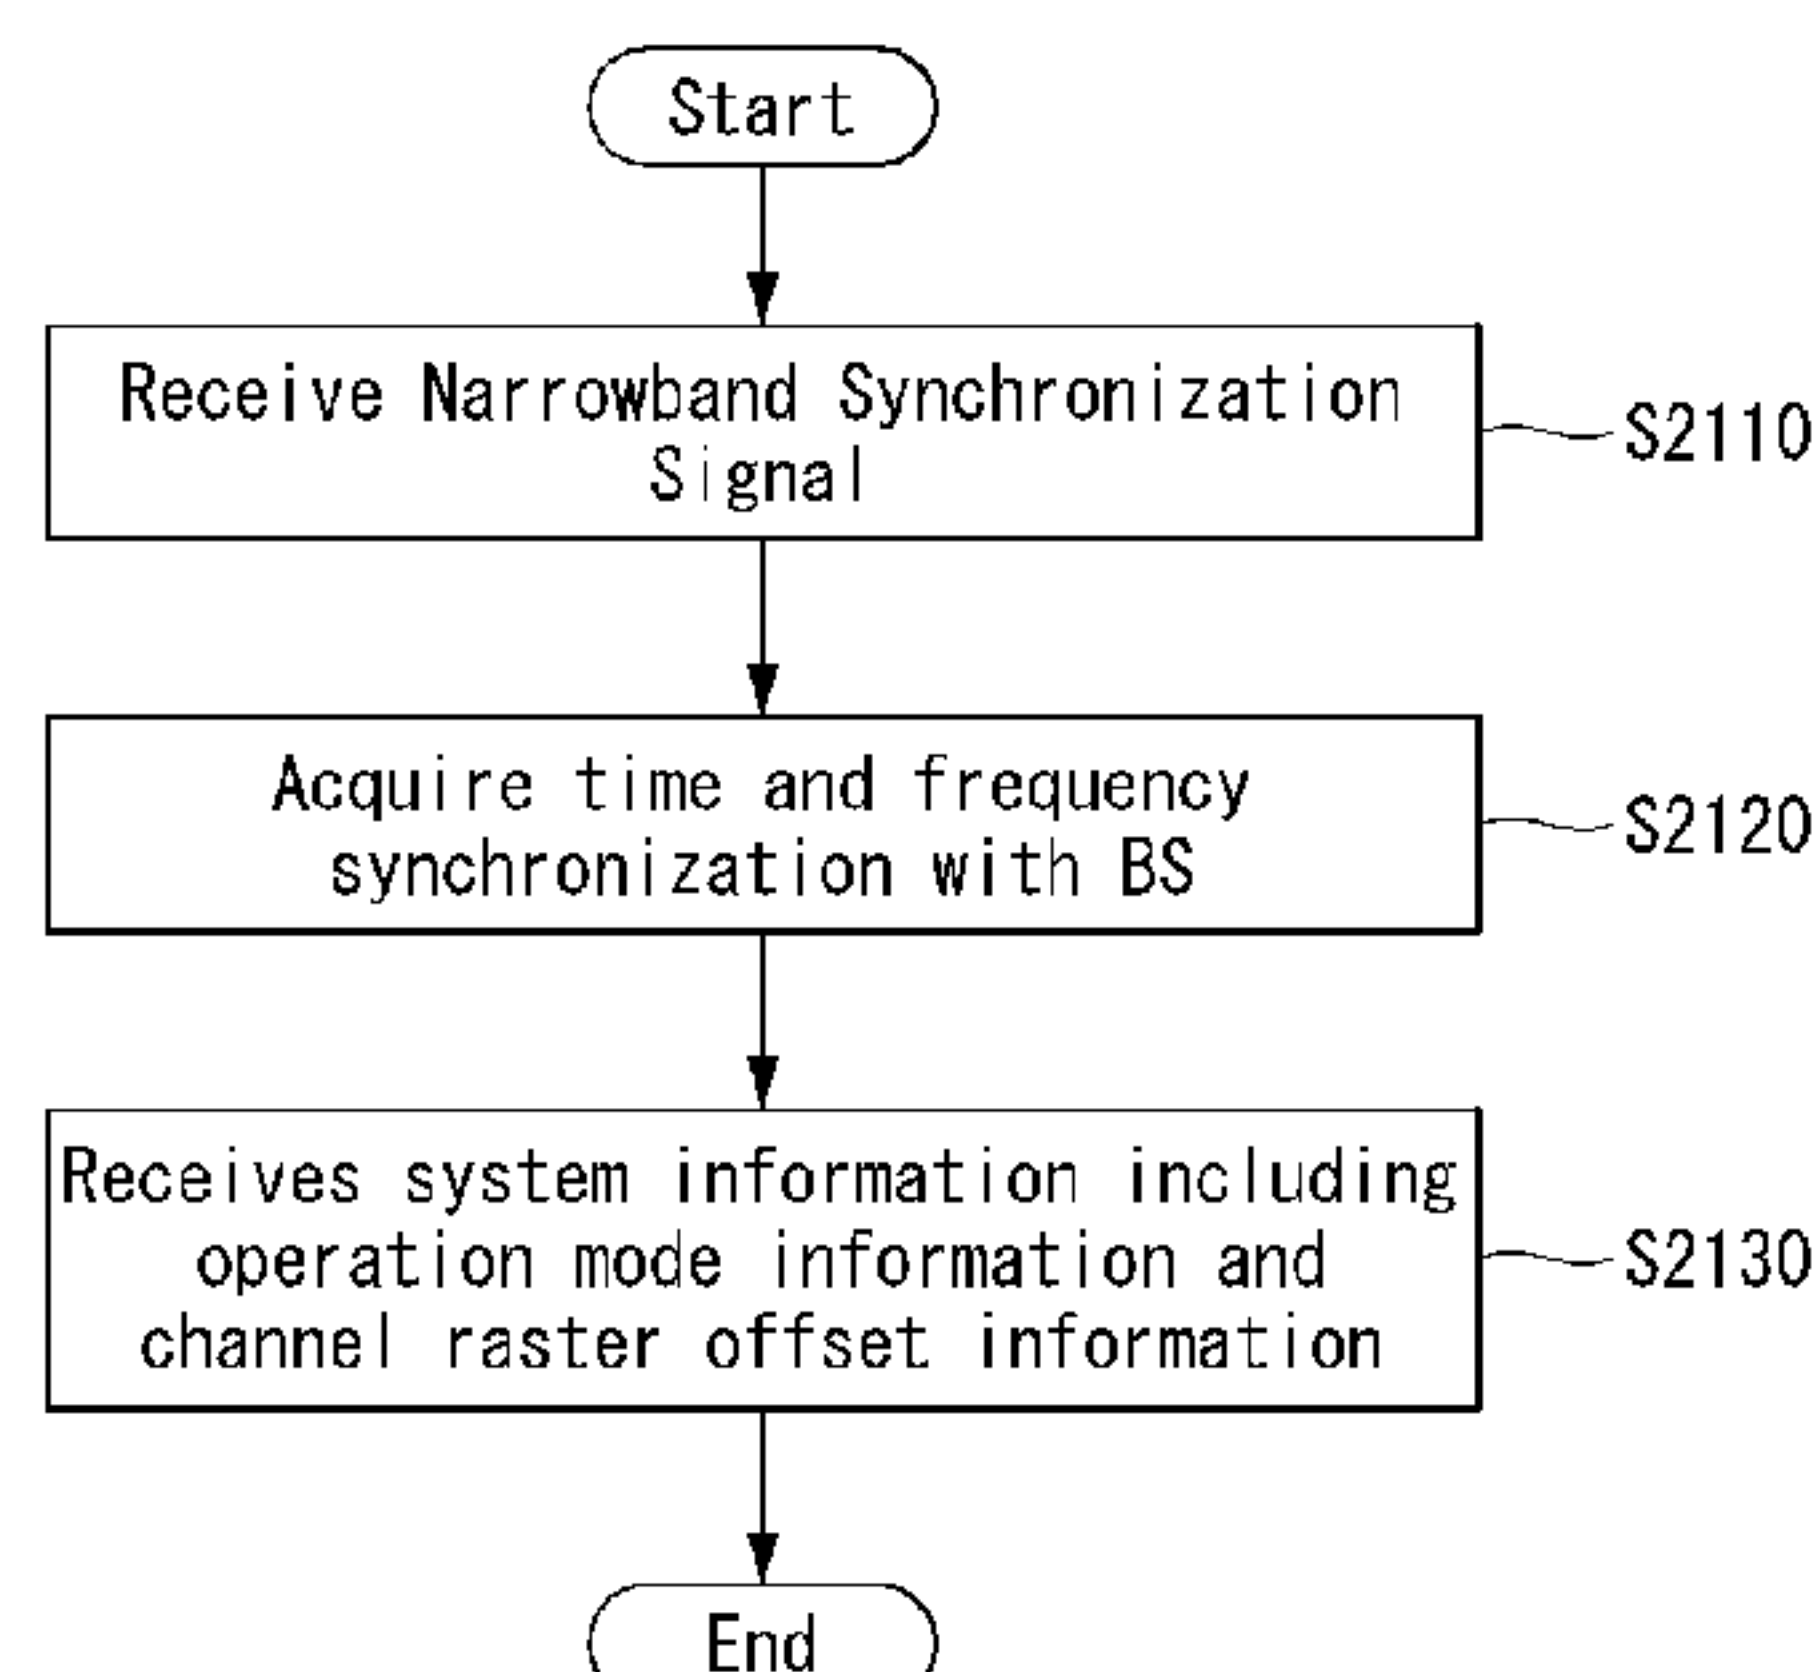 Start
Receive Narrowband Synchronization
Signal
S2110
Acquire time and frequency
synchronization with BS
S2120
Receives system information including
operation mode information and
channel raster offset information
S2130
End